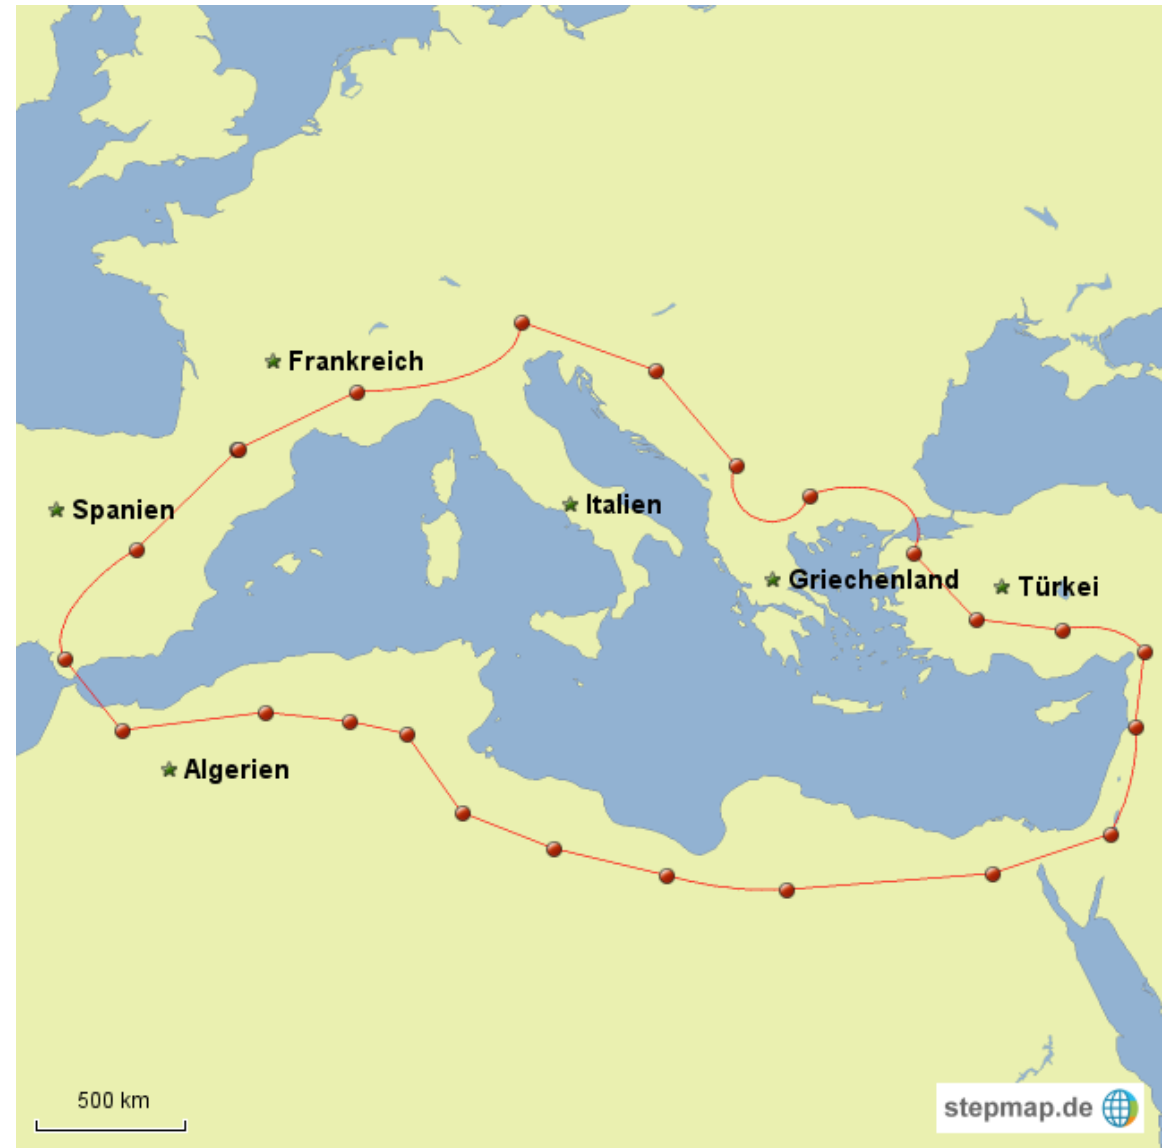 Frankreich
Spanien
Italien
Griechenland
Türkei
Algerien
500 km
stepmap.de